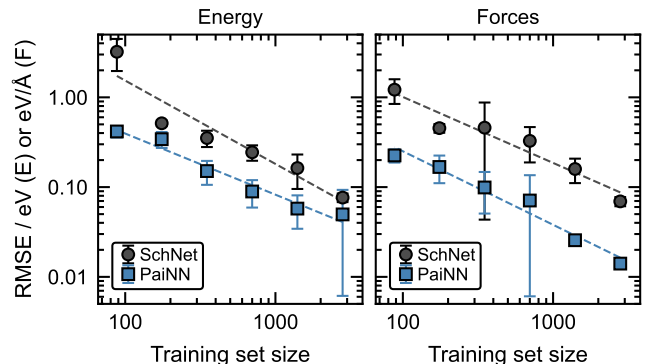 Energy
Forces
RMSE / eV (E) or eV/Å (F)
1.00
0.10
0.01
SchNet
PaiNN
SchNet
PaiNN
100
1000
100
1000
Training set size
Training set size